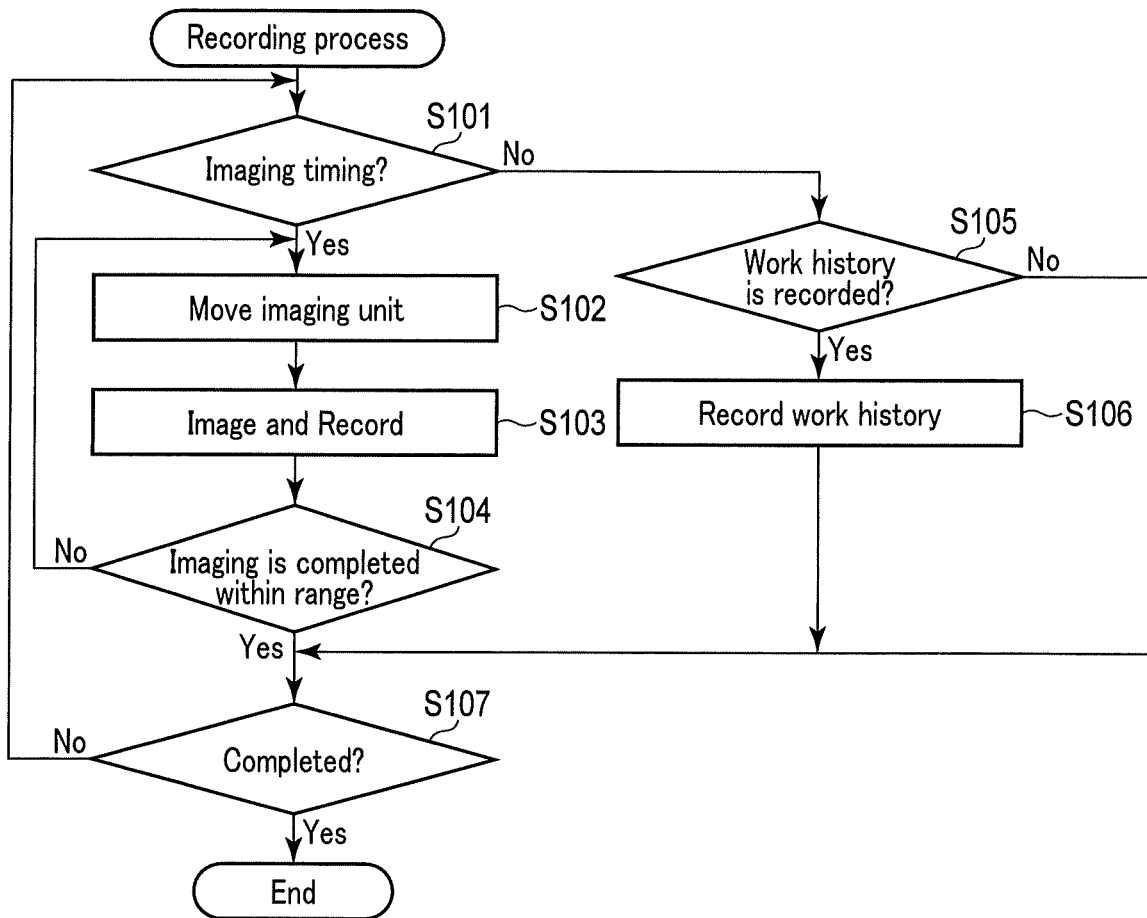 Recording process
S101
Imaging timing?
No
Yes
S105
Work history
is recorded?
No
Yes
Move imaging unit
S102
Image and Record
S103
Record work history
S106
S104
Imaging is completed
within range?
No
Yes
S107
Completed?
No
Yes
End